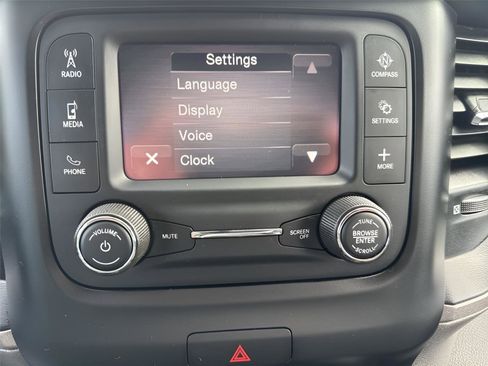 Settings
Language
Display
Voice
Clock
RADIO
MEDIA
PHONE
N
COMPASS
SETTINGS
MORE
VOLUME
MUTE
SCREEN
OFF
TUNE
BROWSE
ENTER
SCROLL